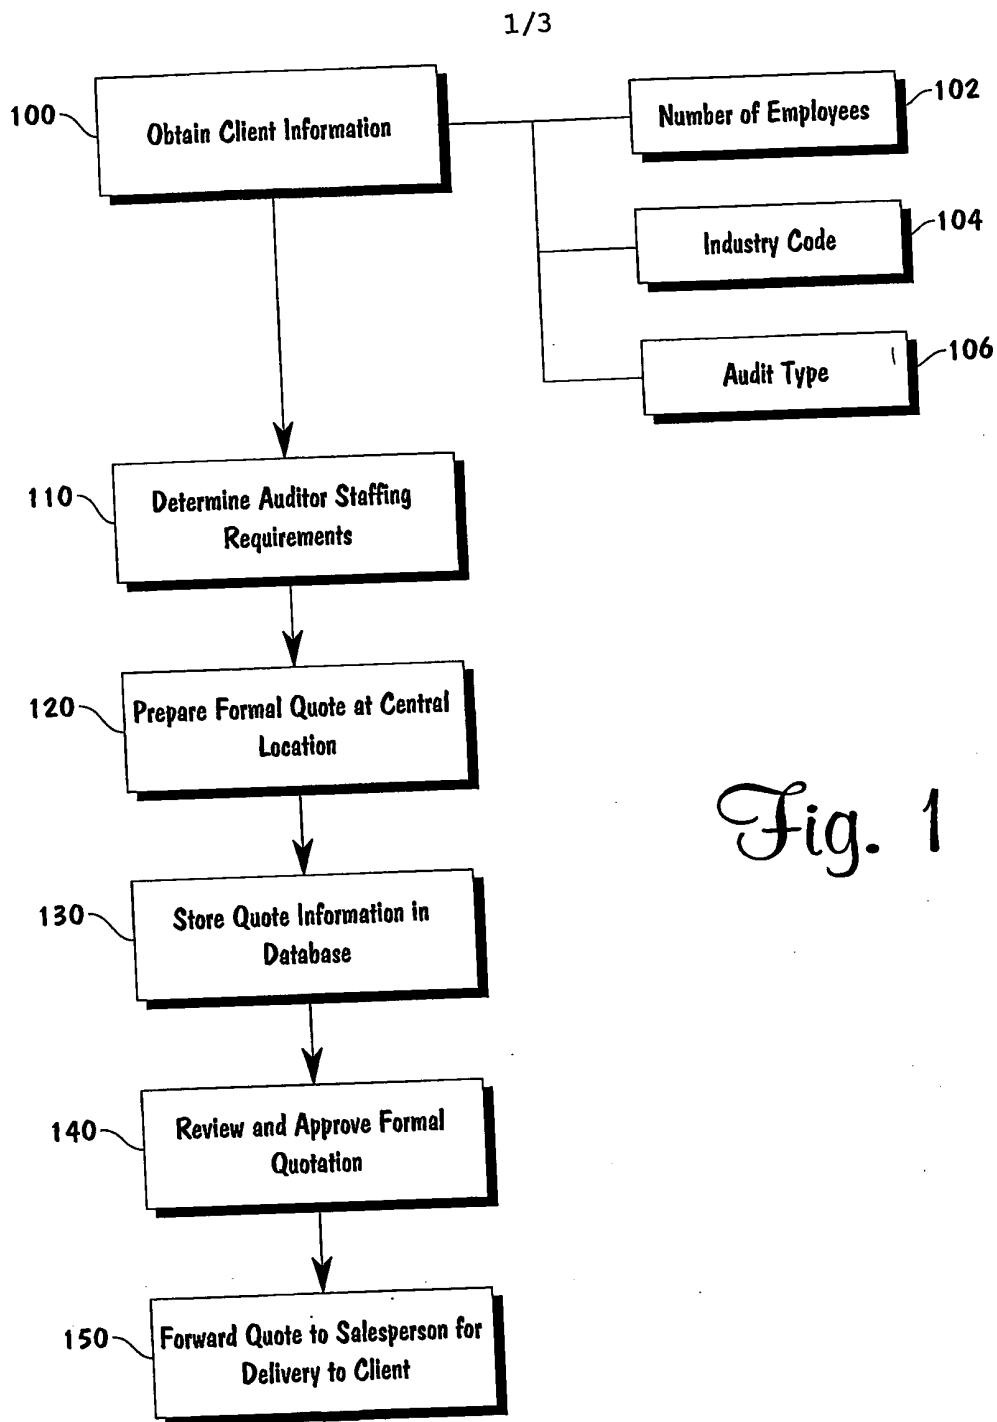 1/3
100
Obtain Client Information
Number of Employees
102
Industry Code
104
Audit Type
106
110
Determine Auditor Staffing
Requirements
120
Prepare Formal Quote at Central
Location
Fig. 1
130
Store Quote Information in
Database
140
Review and Approve Formal
Quotation
150
Forward Quote to Salesperson for
Delivery to Client